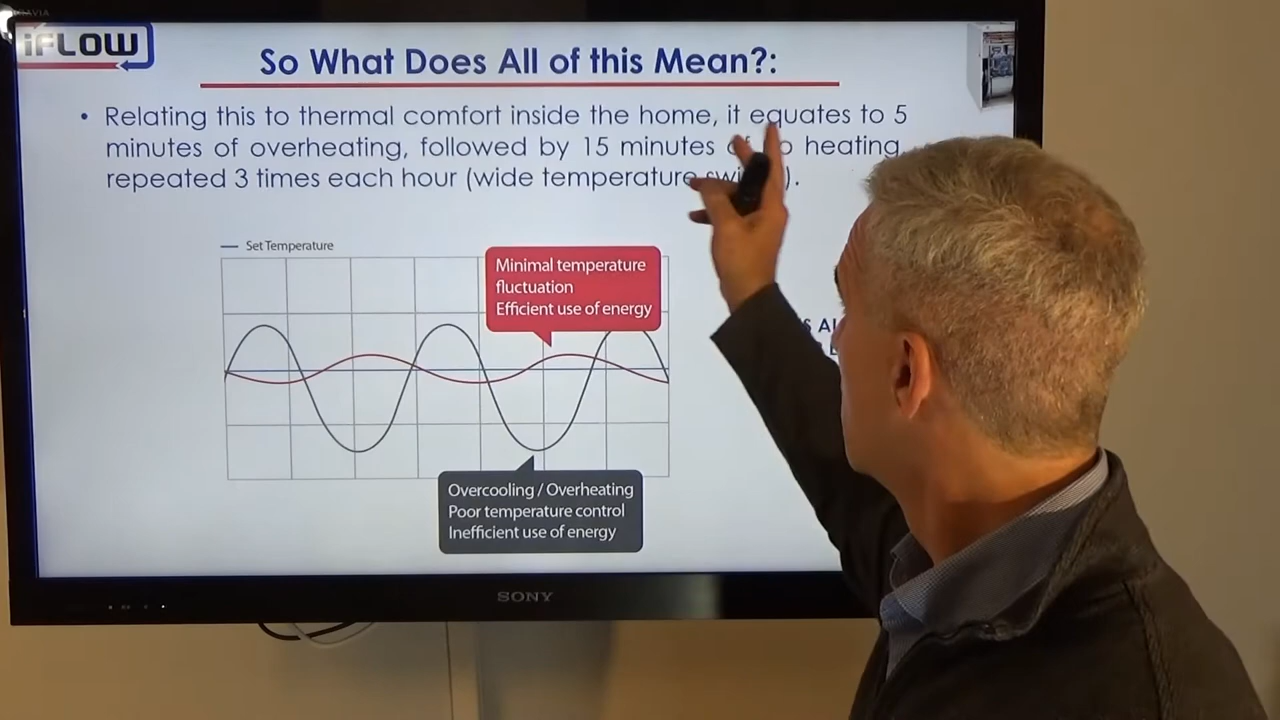 BRAVIA
iFLOW
So What Does All of this Mean?:
• Relating this to thermal comfort inside the home, it equates to 5
minutes of overheating, followed by 15 minutes heating,
repeated 3 times each hour (wide temperature ).
Set Temperature
Minimal temperature
fluctuation
Efficient use of energy
Overcooling / Overheating
Poor temperature control
Inefficient use of energy
SONY